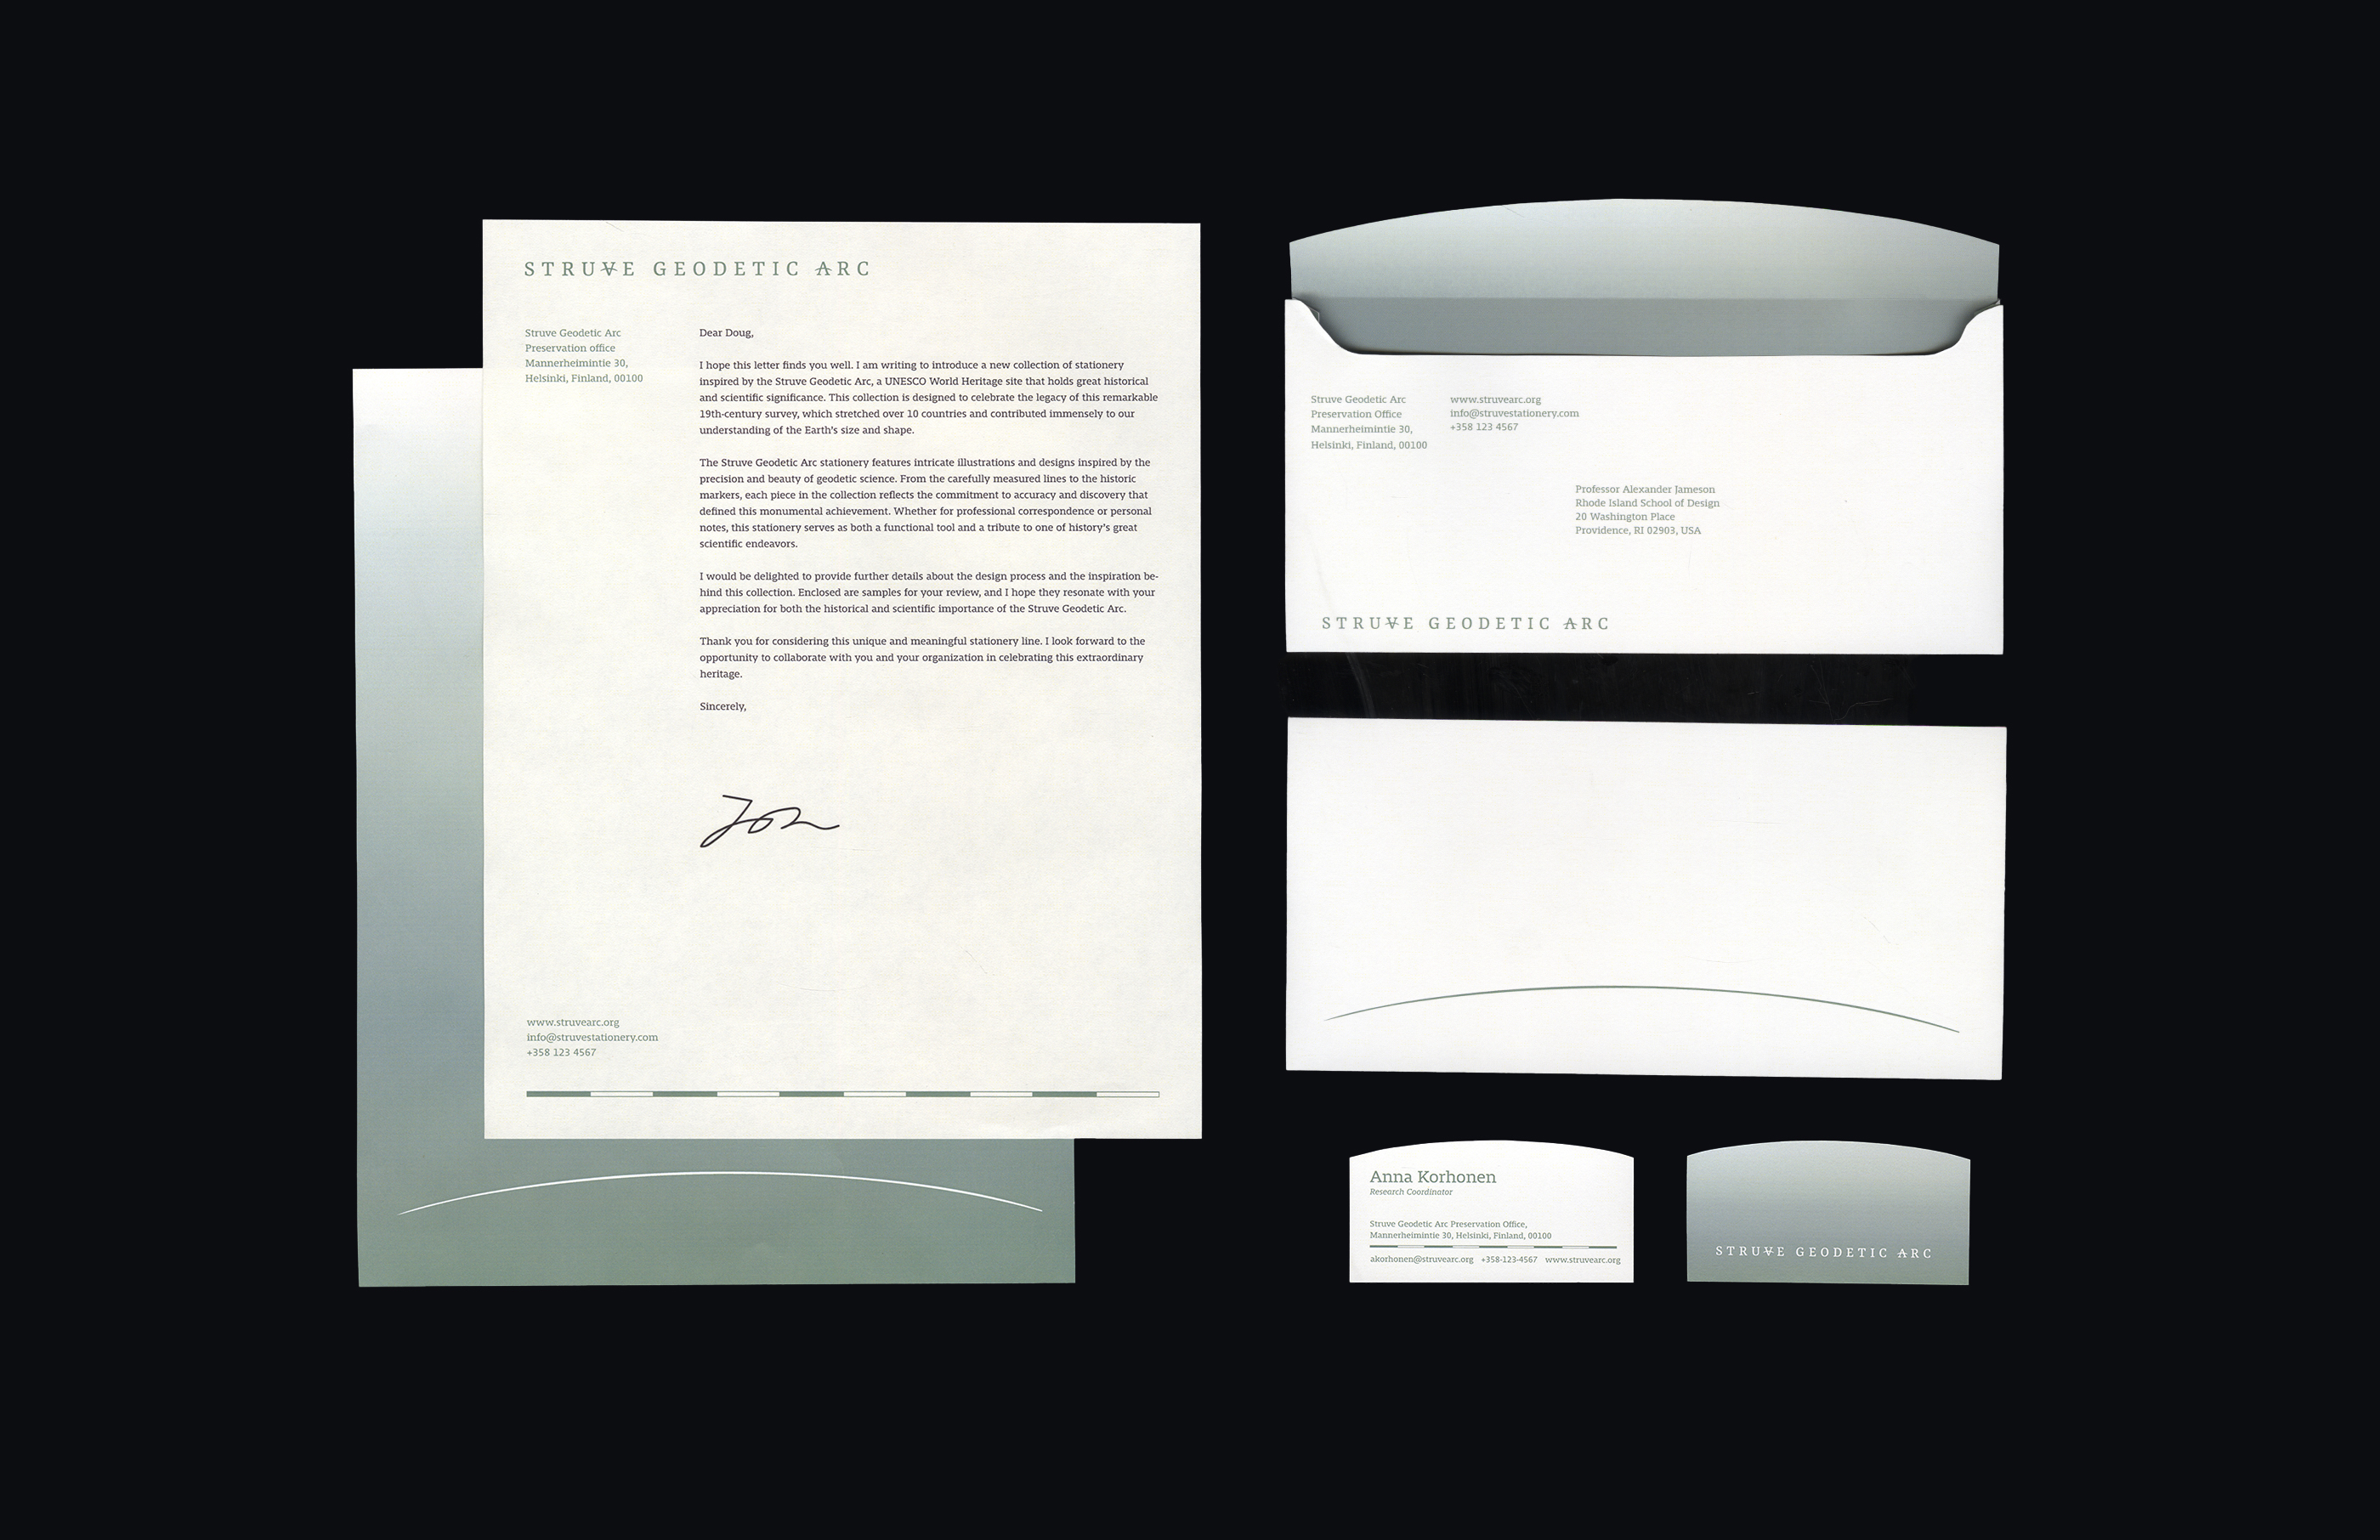 STRUVE GEODETIC ARC
Struve Geodetic Arc
Preservation office
Mannerheimintie 30,
Helsinki, Finland, 00100
Dear Doug,
I hope this letter finds you well. I am writing to introduce a new collection of stationery
inspired by the Struve Geodetic Arc, a UNESCO World Heritage site that holds great historical
and scientific significance. This collection is designed to celebrate the legacy of this remarkable
19th-century survey, which stretched over 10 countries and contributed immensely to our
understanding of the Earth's size and shape.
The Struve Geodetic Arc stationery features intricate illustrations and designs inspired by the
precision and beauty of geodetic science. From the carefully measured lines to the historic
markers, each piece in the collection reflects the commitment to accuracy and discovery that
defined this monumental achievement. Whether for professional correspondence or personal
notes, this stationery serves as both a functional tool and a tribute to one of history's great
scientific endeavors.
I would be delighted to provide further details about the design process and the inspiration be-
hind this collection. Enclosed are samples for your review, and I hope they resonate with your
appreciation for both the historical and scientific importance of the Struve Geodetic Arc.
Thank you for considering this unique and meaningful stationery line. I look forward to the
opportunity to collaborate with you and your organization in celebrating this extraordinary
heritage.
Sincerely,
www.struvearc.org
info@struvestationery.com
+358 123 4567
Struve Geodetic Arc
Preservation Office
Mannerheimintie 30,
Helsinki, Finland, 00100
www.struvearc.org
info@struvestationery.com
+358 123 4567
Professor Alexander Jameson
Rhode Island School of Design
20 Washington Place
Providence, RI 02903, USA
STRUVE GEODETIC ARC
Anna Korhonen
Research Coordinator
Struve Geodetic Arc Preservation Office,
Mannerheimintie 30, Helsinki, Finland, 00100
akorhonen@struvearc.org +358-123-4567 www.struvearc.org
STRUVE GEODETIC ARC